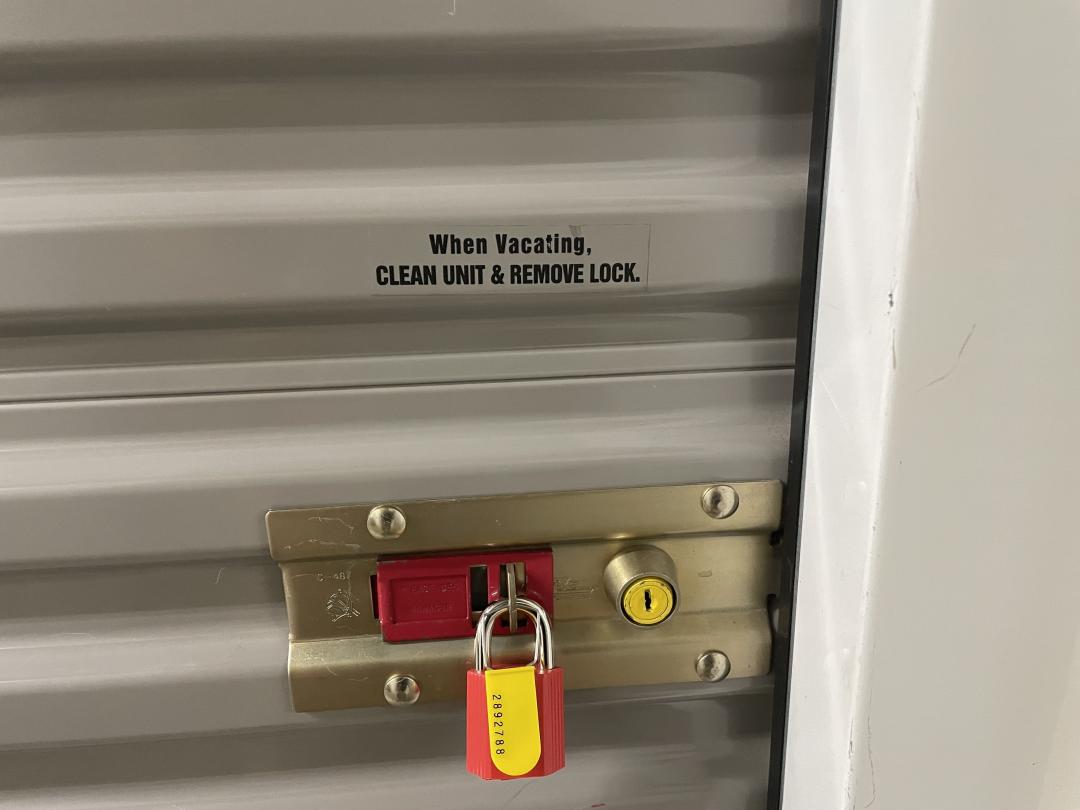 When Vacating,
CLEAN UNIT & REMOVE LOCK.
2892788